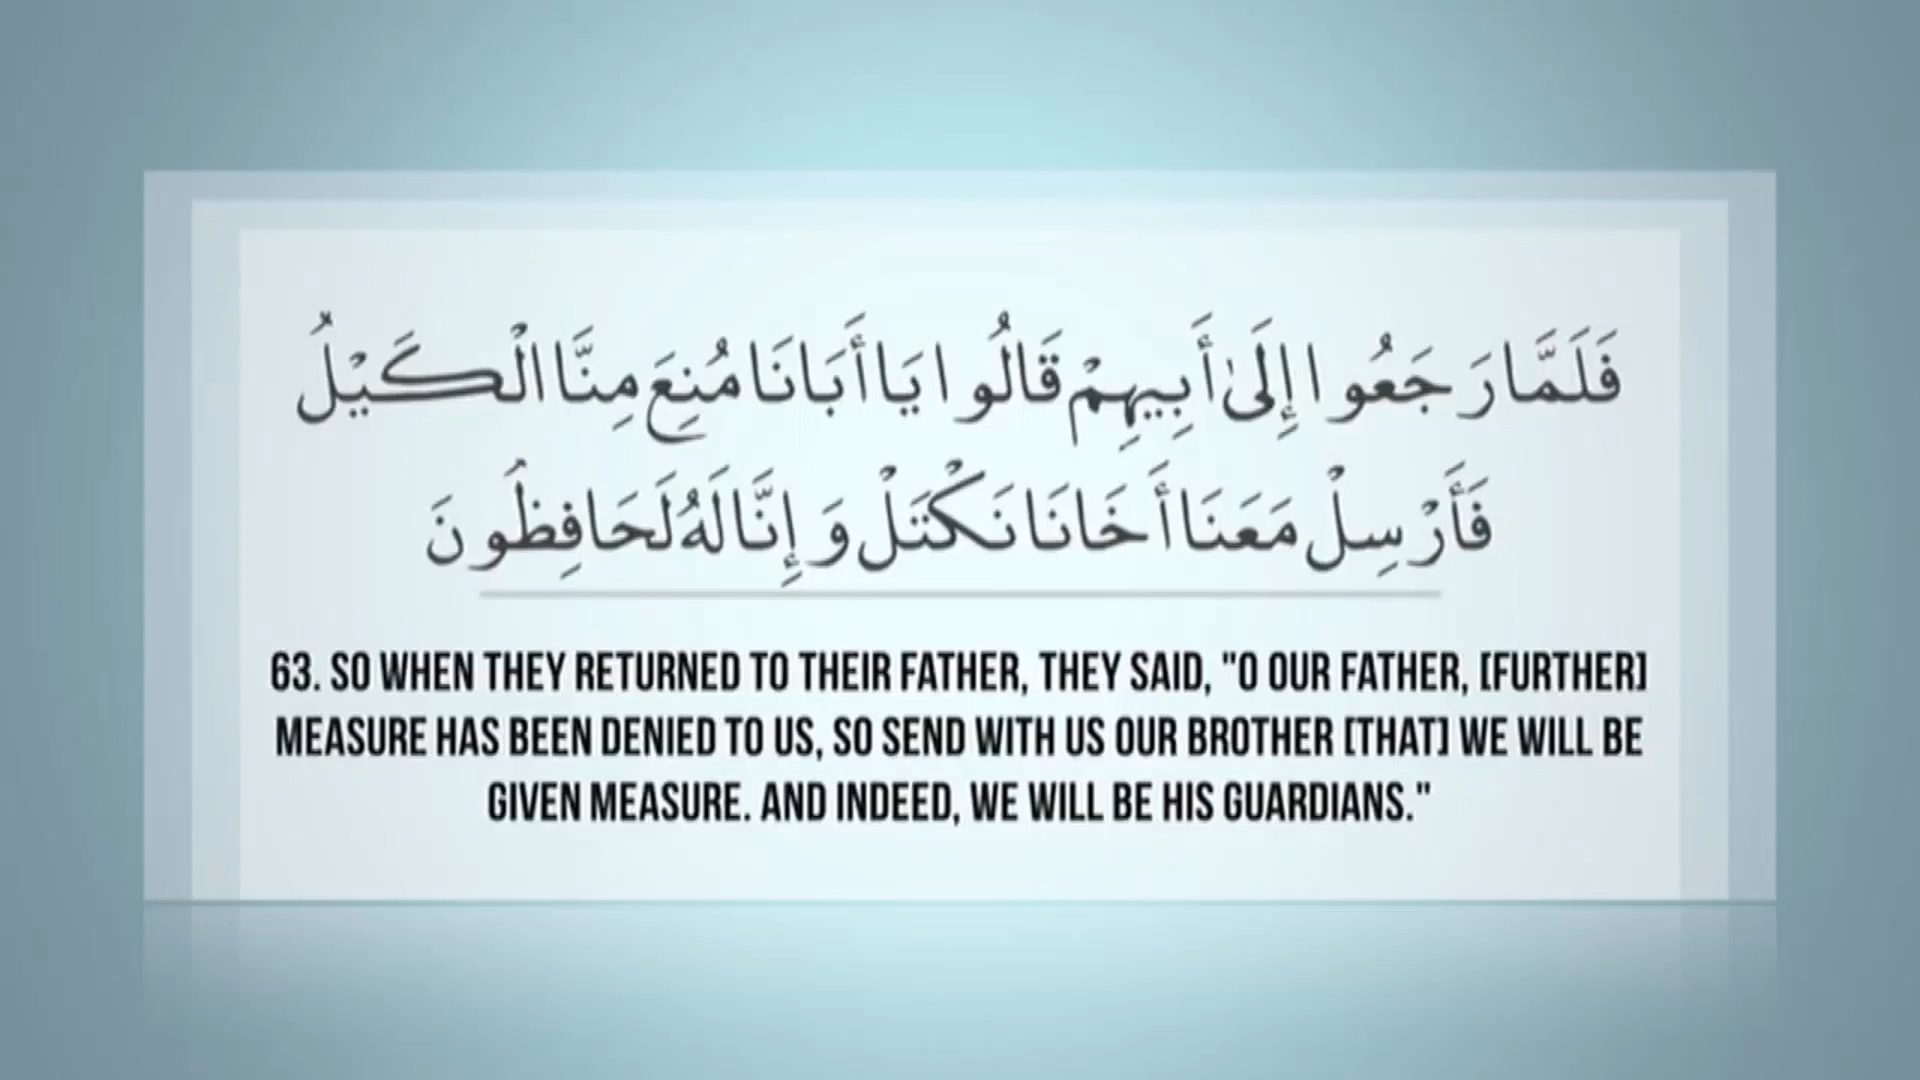 فَلَمَّا رَجَعُوا إِلَىٰ أَبِيهِمْ قَالُوا يَا أَبَانَا مُنِعَ مِنَّا الْكَيْلُ
فَأَرْسِلْ مَعَنَا أَخَانَا نَكْتَلْ وَإِنَّا لَهُ لَحَافِظُونَ
63. SO WHEN THEY RETURNED TO THEIR FATHER, THEY SAID, "O OUR FATHER, [FURTHER]
MEASURE HAS BEEN DENIED TO US, SO SEND WITH US OUR BROTHER [THAT] WE WILL BE
GIVEN MEASURE. AND INDEED, WE WILL BE HIS GUARDIANS."